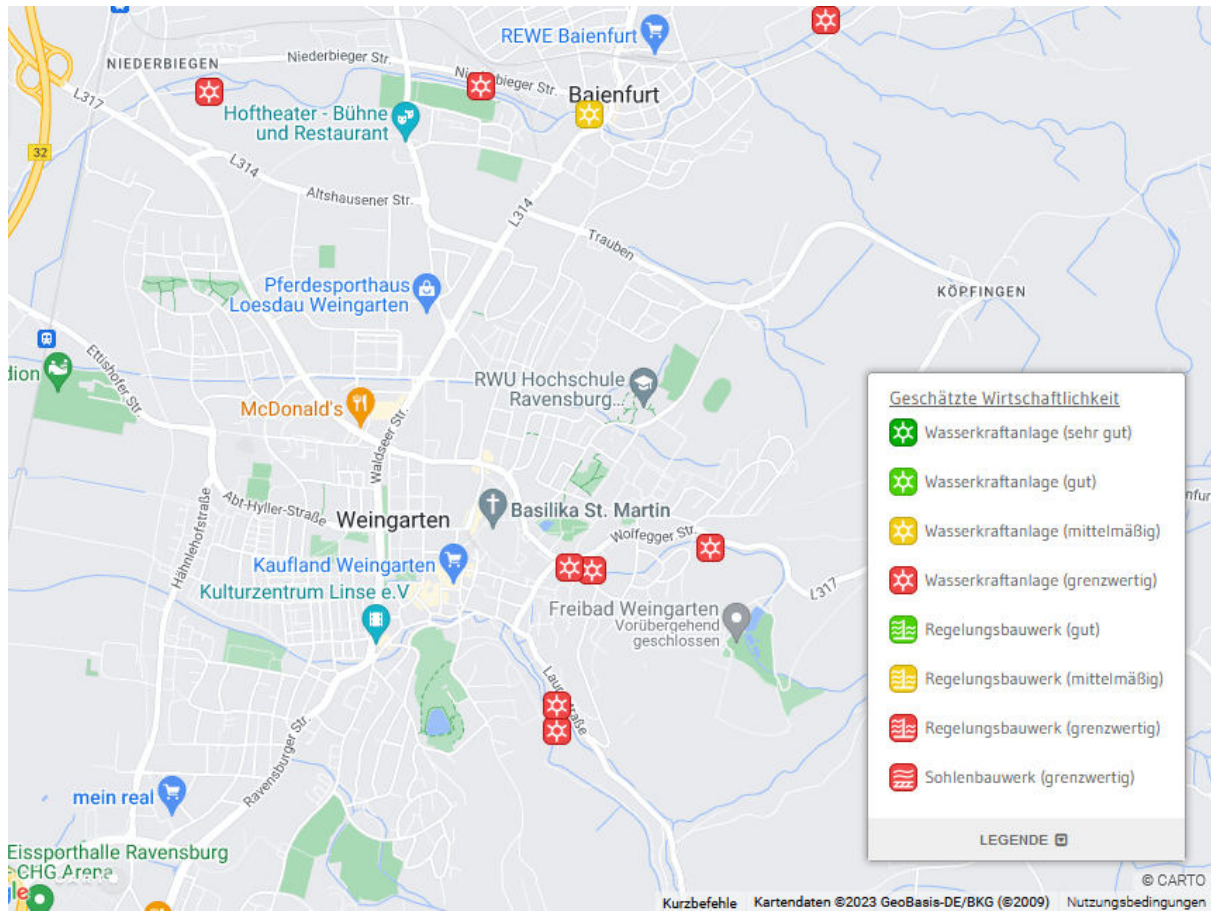 REWE Baienfurt
NIEDERBIEGEN
Niederbieger Str.
Baienfurt
L317
Hoftheater - Bühne
und Restaurant
32
L314
Altshausener Str.
L314
Trauben
Pferdesporthaus
Loesdau Weingarten
KÖPFINGEN
Ettishofer Str.
dion
RWU Hochschule
Ravensburg...
McDonald's
Waldseer Str.
Abt-Hyller-Straße
Weingarten
Basilika St. Martin
Wolfegger Str.
Hähnlehofstraße
Kaufland Weingarten
Kulturzentrum Linse e.V
Freibad Weingarten
Vorübergehend
geschlossen
L317
Ravensburger Str.
mein real
Eissporthalle Ravensburg
- CHG Arena
Geschätzte Wirtschaftlichkeit
Wasserkraftanlage (sehr gut)
Wasserkraftanlage (gut)
Wasserkraftanlage (mittelmäßig)
Wasserkraftanlage (grenzwertig)
Regelungsbauwerk (gut)
Regelungsbauwerk (mittelmäßig)
Regelungsbauwerk (grenzwertig)
Sohlenbauwerk (grenzwertig)
LEGENDE
© CARTO
Kurzbefehle Kartendaten ©2023 GeoBasis-DE/BKG (©2009) Nutzungsbedingungen